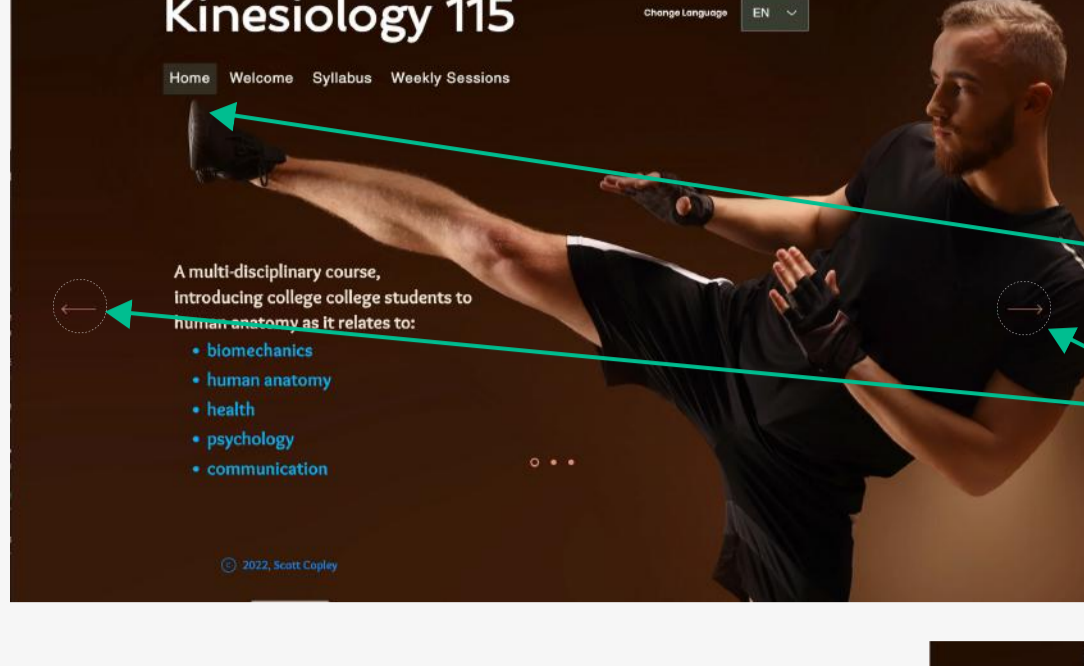 Kinesiology 115
Change Language EN
Home Welcome Syllabus Weekly Sessions
A multi-disciplinary course,
introducing college college students to
human anatomy as it relates to:
• biomechanics
• human anatomy
• health
• psychology
• communication
© 2022, Scott Copley